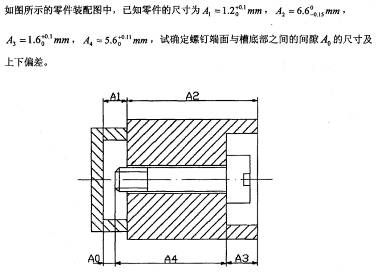 如图所示的零件装配图中，已知零件的尺寸为 A₁ = 1.2₀⁺⁰·¹ mm， A₂ = 6.6⁰₋₀.₁₅ mm，
A₃ = 1.6₀⁺⁰·¹ mm， A₄ = 5.6₀⁺⁰·¹¹ mm，试确定螺钉端面与槽底部之间的间隙 A₀ 的尺寸及
上下偏差。
A1 A2
A0 A4 A3